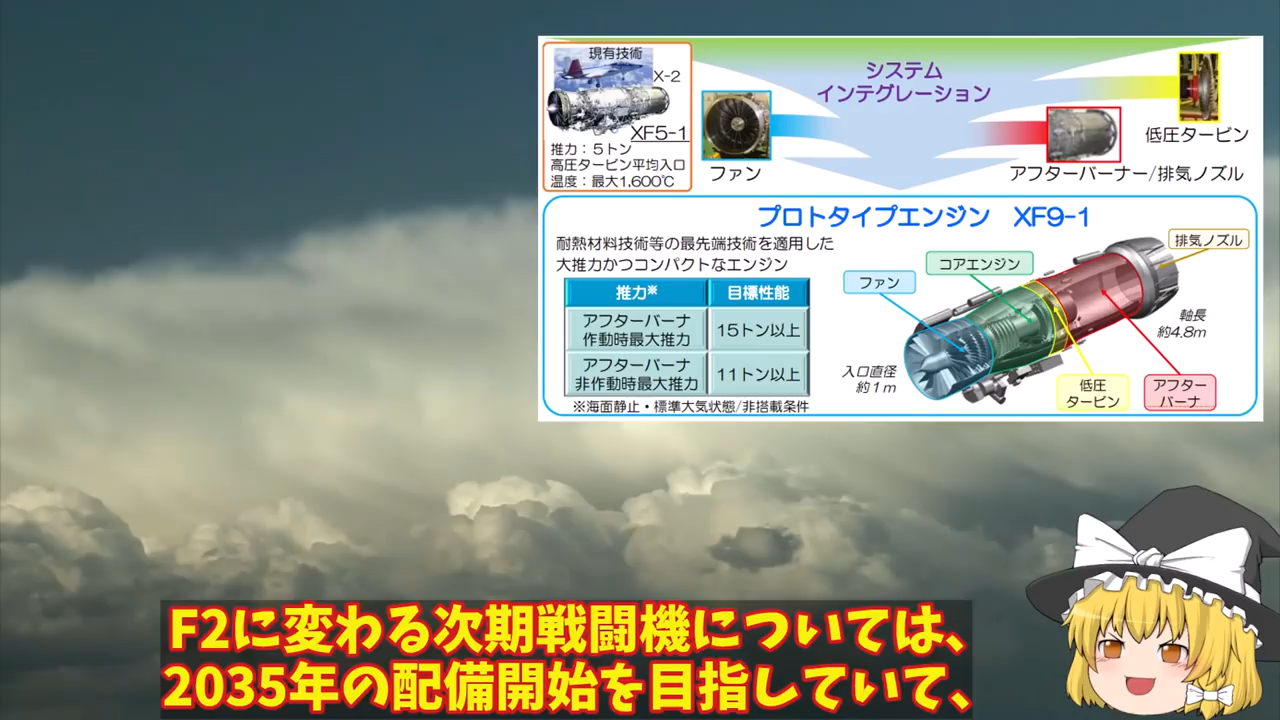 現有技術
X-2
XF5-1
推力：５トン
高圧タービン平均入口
温度：最大1,600℃
ファン
システム
インテグレーション
低圧タービン
アフターバーナー/排気ノズル
プロトタイプエンジン　XF9-1
耐熱材料技術等の最先端技術を適用した
大推力かつコンパクトなエンジン
推力※
目標性能
アフターバーナ
作動時最大推力
15トン以上
アフターバーナ
非作動時最大推力
11トン以上
※海面静止・標準大気状態/非搭載条件
排気ノズル
コアエンジン
ファン
軸長
約4.8m
入口直径
約１ｍ
低圧
タービン
アフター
バーナ
F2に変わる次期戦闘機については、
2035年の配備開始を目指していて、